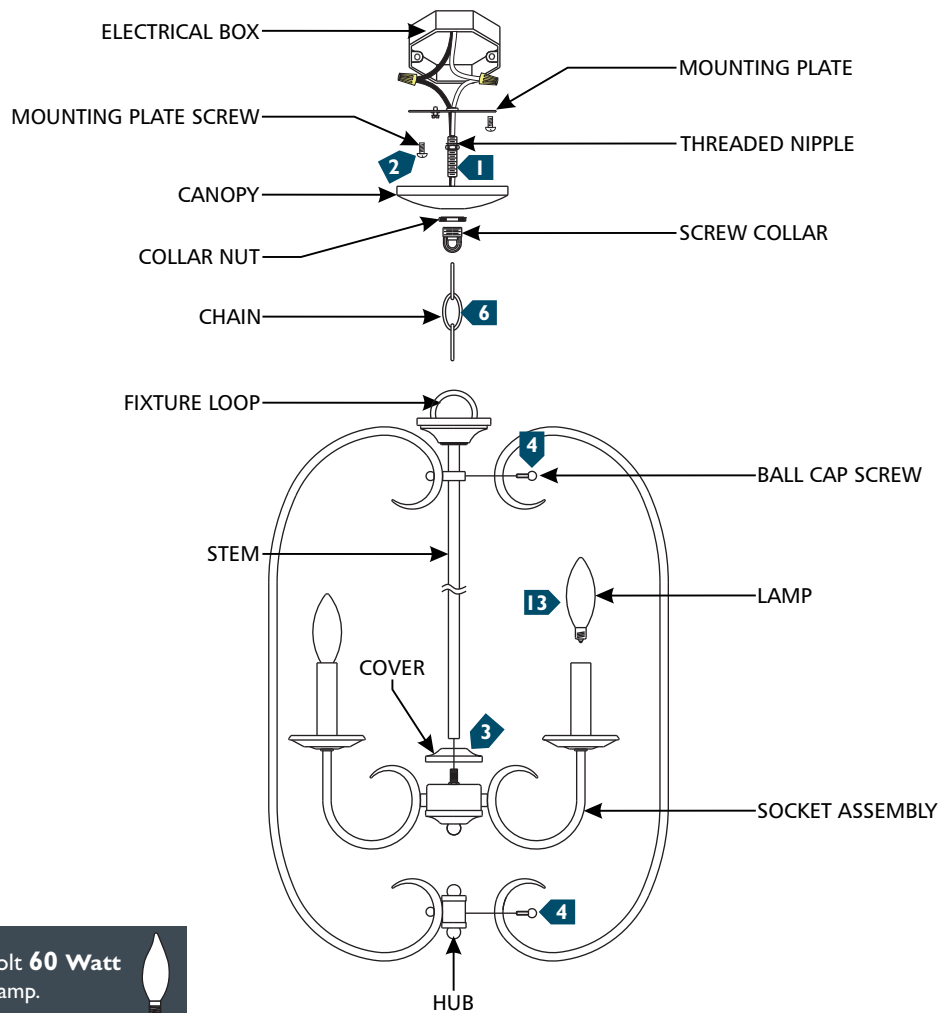 ELECTRICAL BOX
MOUNTING PLATE
MOUNTING PLATE SCREW
THREADED NIPPLE
2
1
CANOPY
SCREW COLLAR
COLLAR NUT
CHAIN
6
FIXTURE LOOP
4
BALL CAP SCREW
STEM
13
LAMP
COVER
3
SOCKET ASSEMBLY
4
olt 60 Watt
amp.
HUB